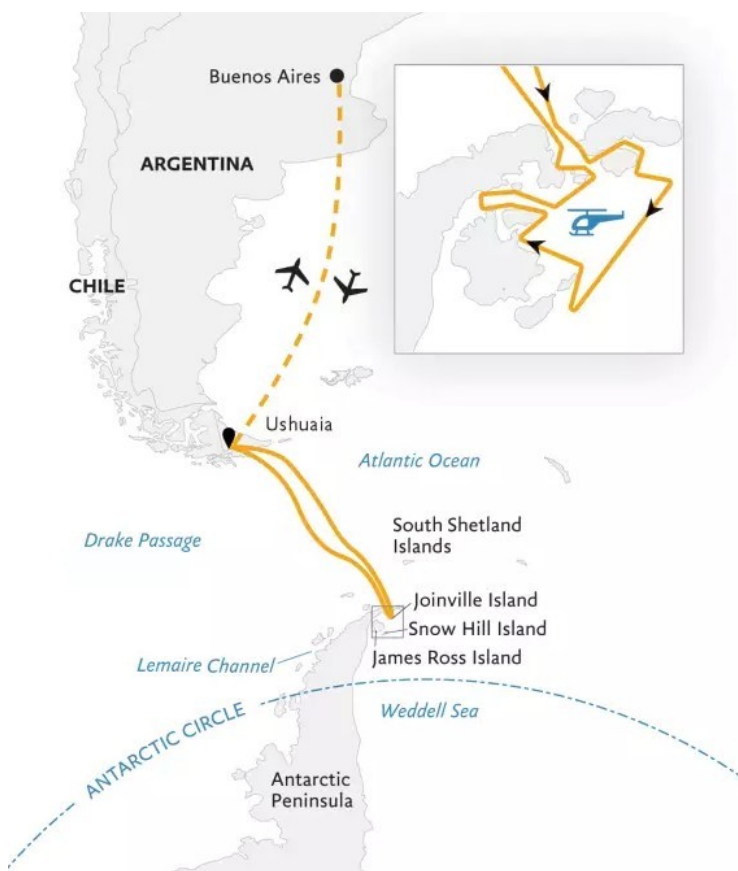 Buenos Aires
ARGENTINA
CHILE
Ushuaia
Atlantic Ocean
South Shetland
Islands
Drake Passage
Joinville Island
Snow Hill Island
James Ross Island
Lemaire Channel
Weddell Sea
ANTARCTIC CIRCLE
Antarctic
Peninsula